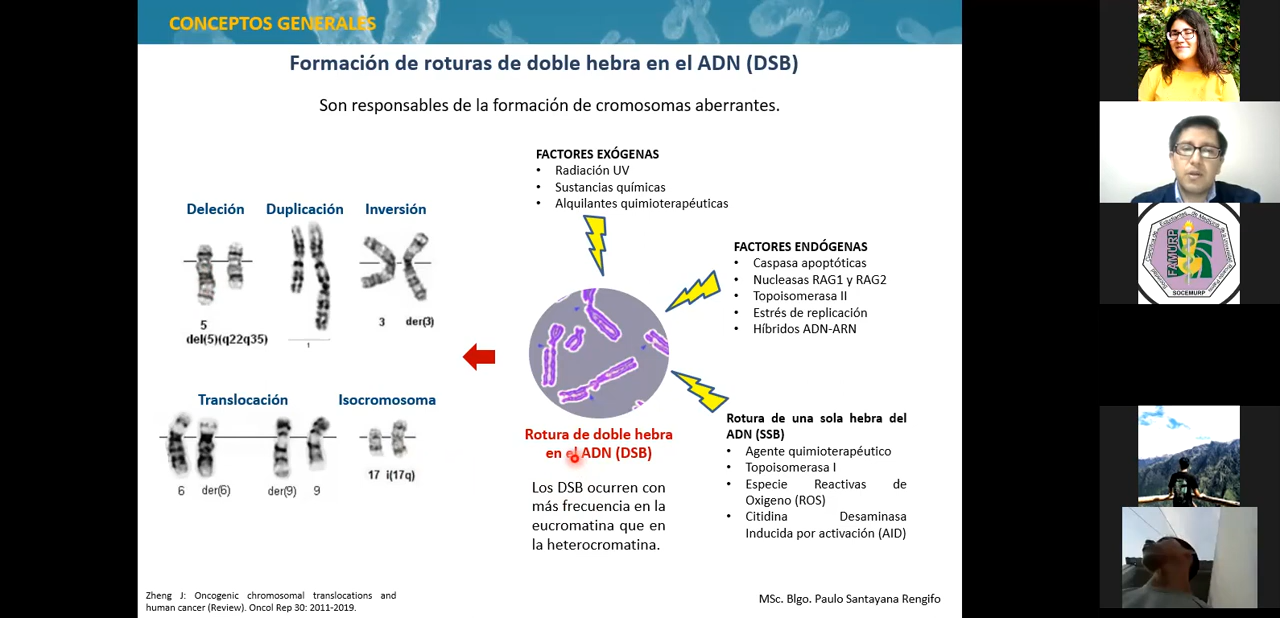 CONCEPTOS GENERALES
Formación de roturas de doble hebra en el ADN (DSB)
Son responsables de la formación de cromosomas aberrantes.
FACTORES EXÓGENAS
• Radiación UV
• Sustancias químicas
• Alquilantes quimioterapéuticas
Deleción
Duplicación
Inversión
5
del(5)(q22q35)
1
3
der(3)
FACTORES ENDÓGENAS
• Caspasa apoptóticas
• Nucleasas RAG1 y RAG2
• Topoisomerasa II
• Estrés de replicación
• Híbridos ADN-ARN
Translocación
Isocromosoma
6
der(6)
der(9)
9
17 i(17q)
Rotura de doble hebra
en el ADN (DSB)
Los DSB ocurren con
más frecuencia en la
eucromatina que en
la heterocromatina.
Rotura de una sola hebra del
ADN (SSB)
• Agente quimioterapéutico
• Topoisomerasa I
• Especie Reactivas de
Oxigeno (ROS)
• Citidina Desaminasa
Inducida por activación (AID)
Zheng J: Oncogenic chromosomal translocations and
human cancer (Review). Oncol Rep 30: 2011-2019.
MSc. Blgo. Paulo Santayana Rengifo
FAMURP
SOCEMURP